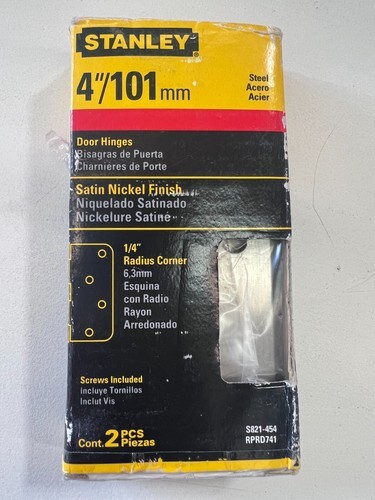 STANLEY
4"/101mm
Steel
Acero
Acier
Door Hinges
Bisagras de Puerta
Charnières de Porte
Satin Nickel Finish
Niquelado Satinado
Nickelure Satiné
1/4"
Radius Corner
6,3mm
Esquina
con Radio
Rayon
Arredonado
Screws Included
Incluye Tornillos
Inclut Vis
Cont. 2 PCS
Piezas
S821-454
RPRD741